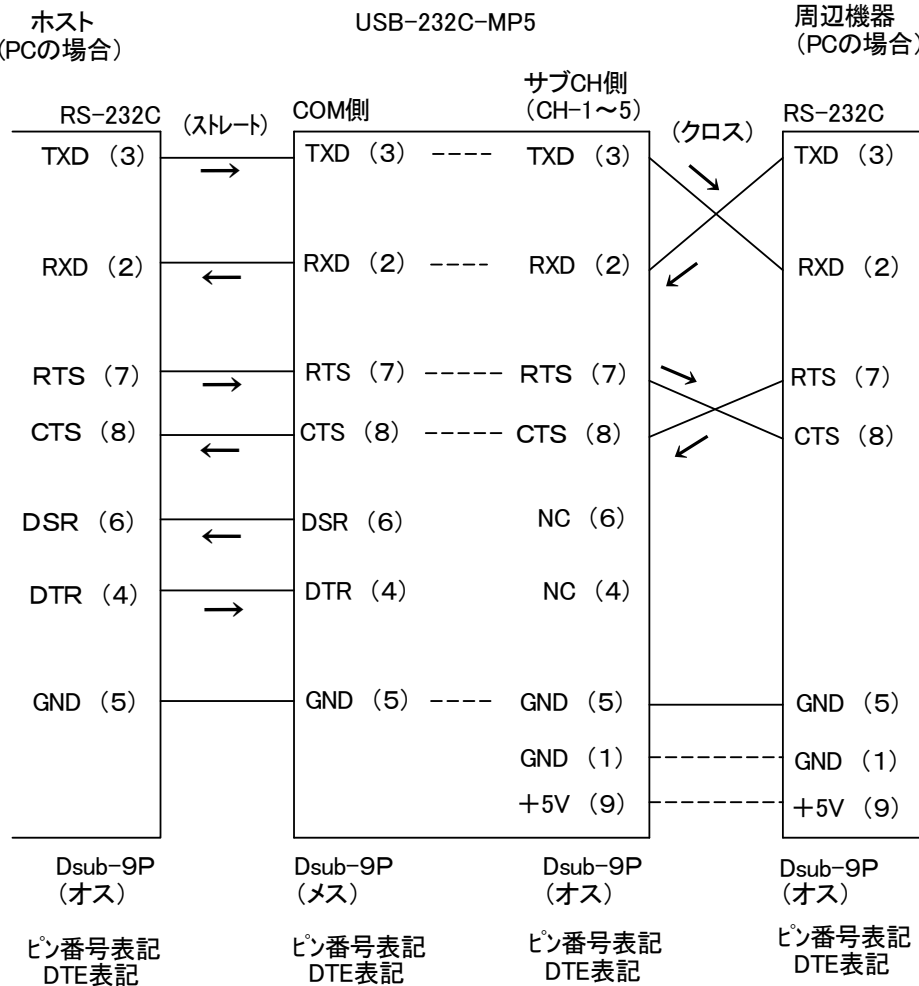 ホスト
(PCの場合)
USB-232C-MP5
周辺機器
(PCの場合)
RS-232C
(ストレート)
COM側
サブCH側
(CH-1~5)
(クロス)
RS-232C
TXD (3)
TXD (3)
TXD (3)
TXD (3)
RXD (2)
RXD (2)
RXD (2)
RXD (2)
RTS (7)
RTS (7)
RTS (7)
RTS (7)
CTS (8)
CTS (8)
CTS (8)
CTS (8)
DSR (6)
DSR (6)
NC (6)
DTR (4)
DTR (4)
NC (4)
GND (5)
GND (5)
GND (5)
GND (5)
GND (1)
GND (1)
+5V (9)
+5V (9)
Dsub-9P
(オス)
ピン番号表記
DTE表記
Dsub-9P
(メス)
ピン番号表記
DTE表記
Dsub-9P
(オス)
ピン番号表記
DTE表記
Dsub-9P
(オス)
ピン番号表記
DTE表記